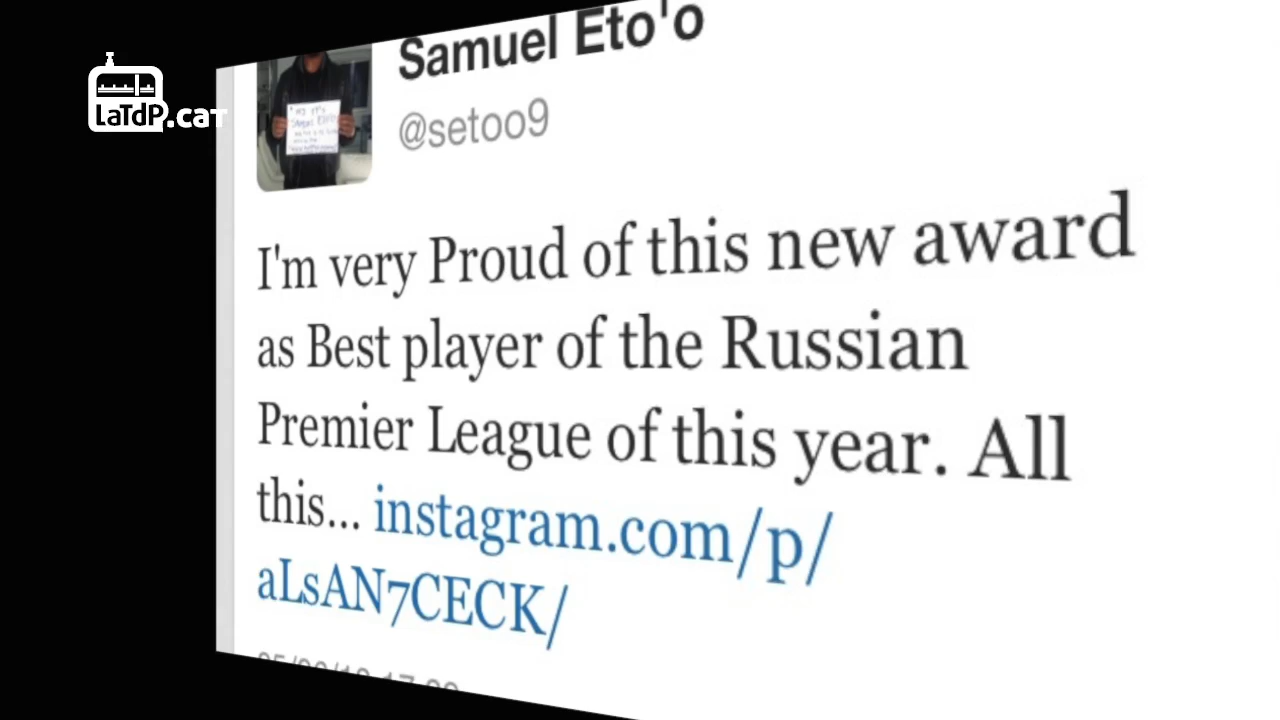 LaTdP.cat
Samuel Eto'o
@setoo9
I'm very Proud of this new award
as Best player of the Russian
Premier League of this year. All
this... instagram.com/p/
aLsAN7CECK/